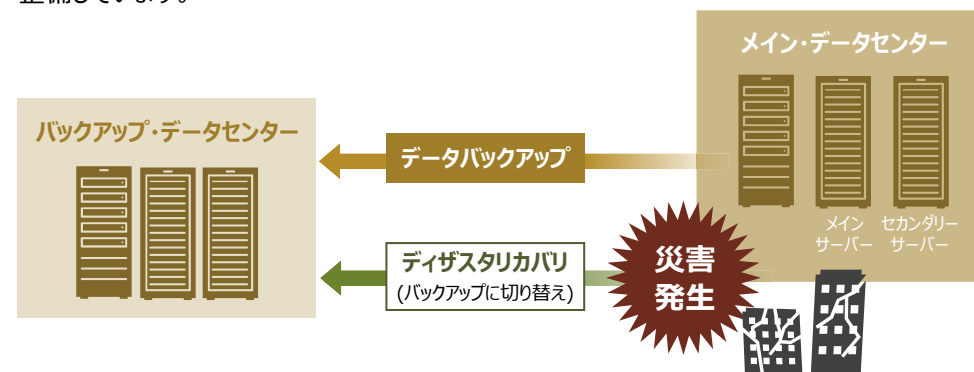 整備しています。
メイン・データセンター
バックアップ・データセンター
データバックアップ
メイン
サーバー
セカンダリー
サーバー
ディザスタリカバリ
(バックアップに切り替え)
災害
発生